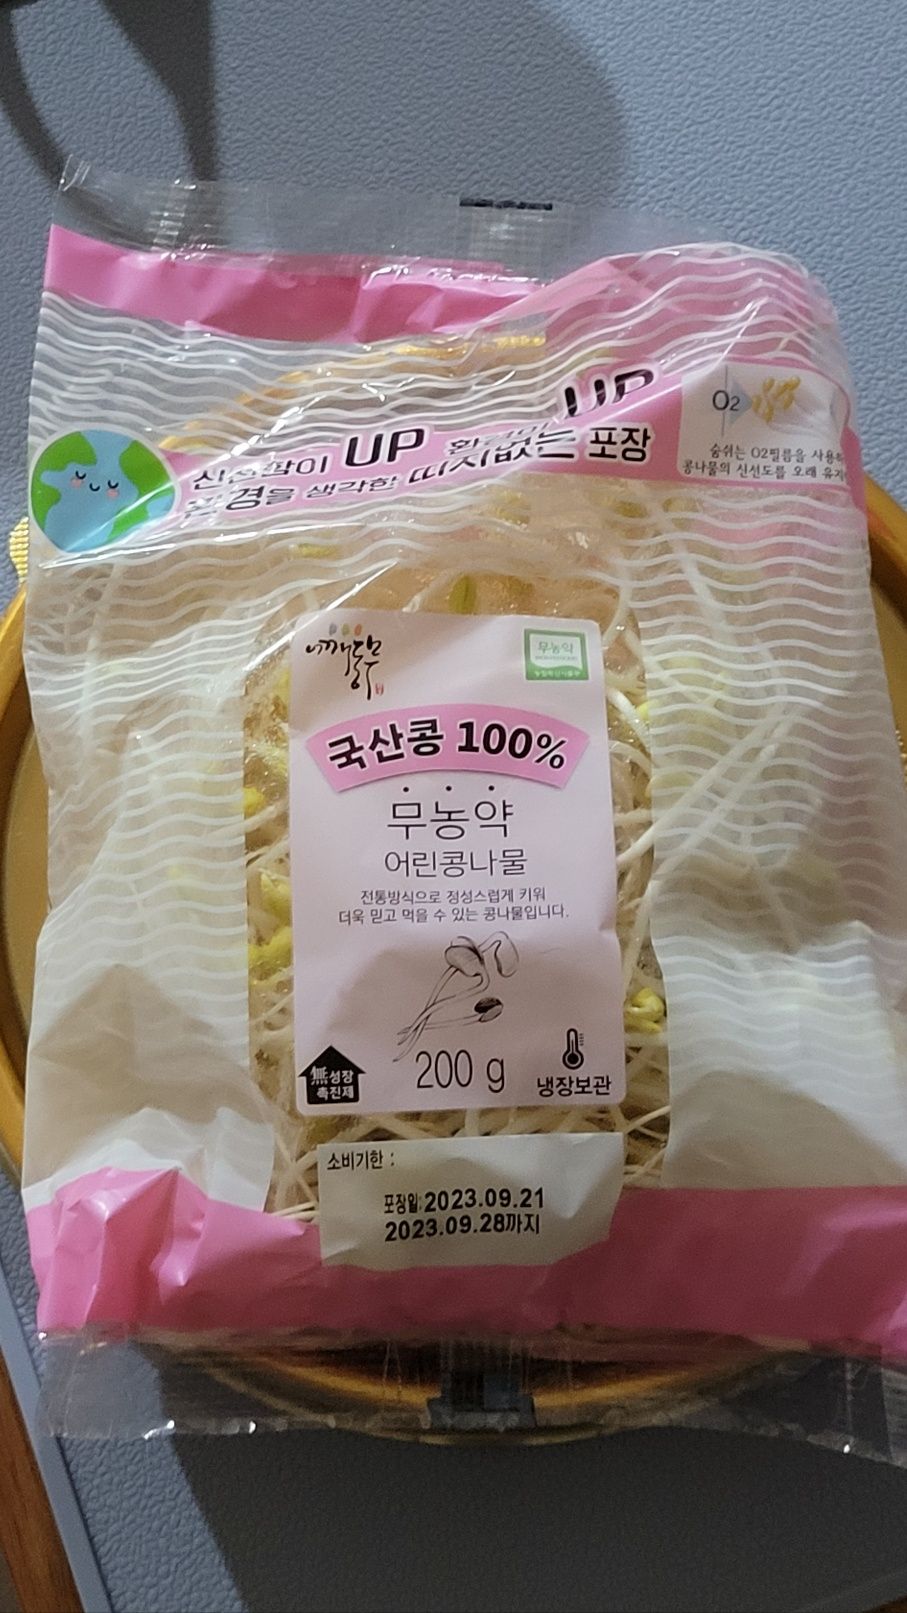 신선함이 UP 환경이 UP
환경을 생각한 띠지없는 포장
O2
숨쉬는 O2필름을 사용하
콩나물의 신선도를 오래 유지
무농약
국산콩 100%
무농약
어린콩나물
전통방식으로 정성스럽게 키워
더욱 믿고 먹을 수 있는 콩나물입니다.
無성장
촉진제
200 g
냉장보관
소비기한 :
포장일:2023.09.21
2023.09.28까지